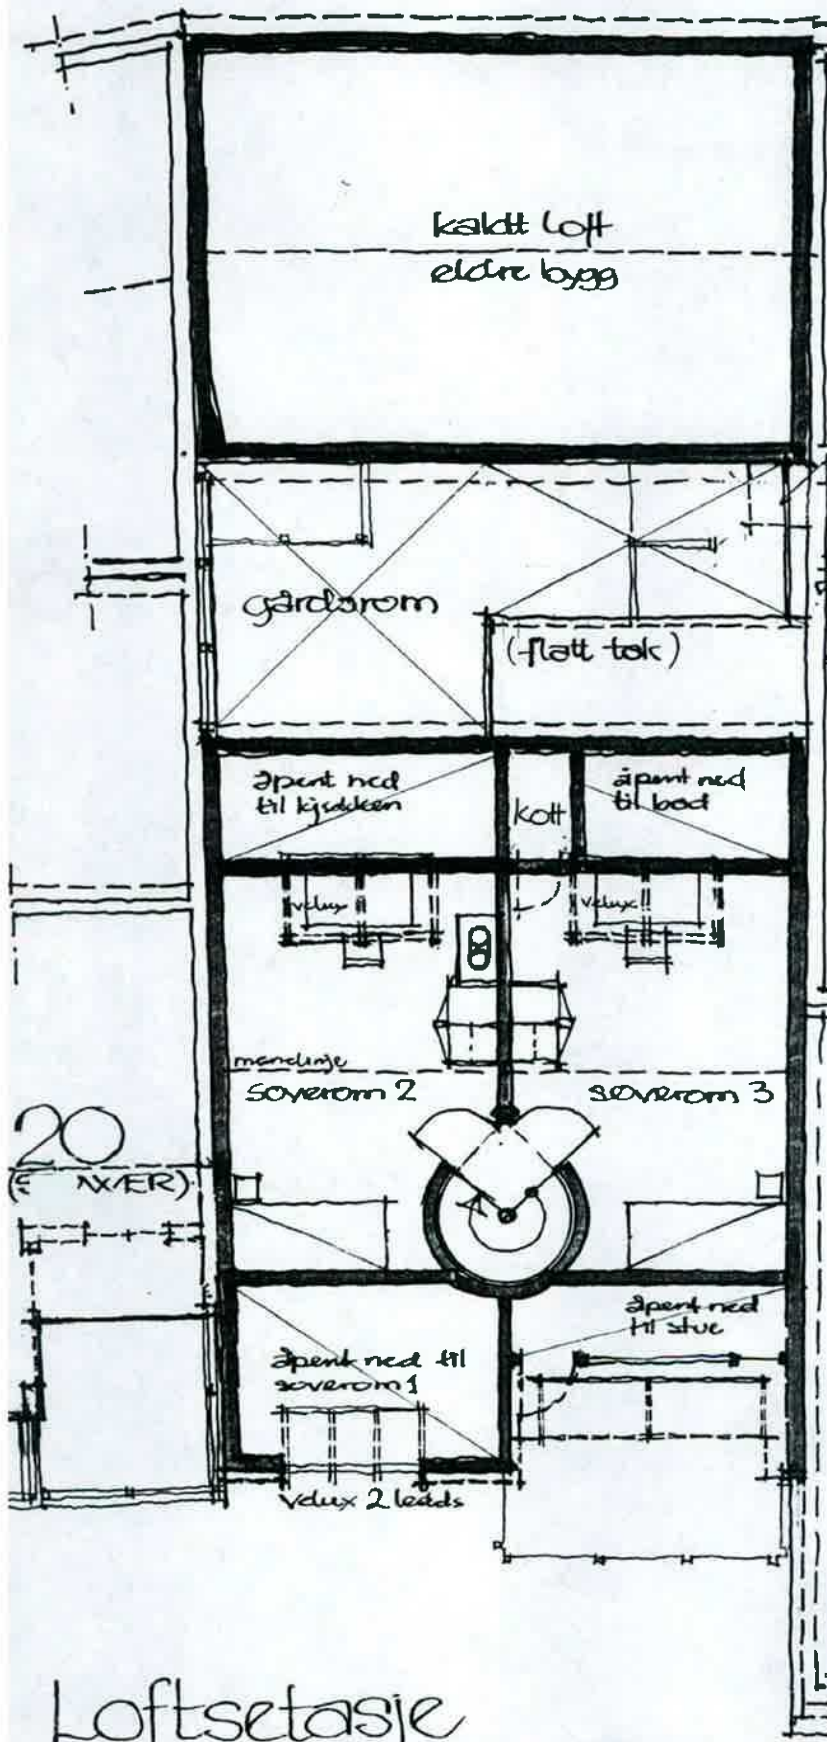 kaldt loft
eldre bygg
gårdsrom
(flatt tak)
åpent ned
til kjøkken
kott
åpent ned
til bod
velux
velux
mønelinje
soverom 2
soverom 3
20
åpent ned til
soverom 1
åpent ned
til stue
velux 2 ledds
Loftsetasje